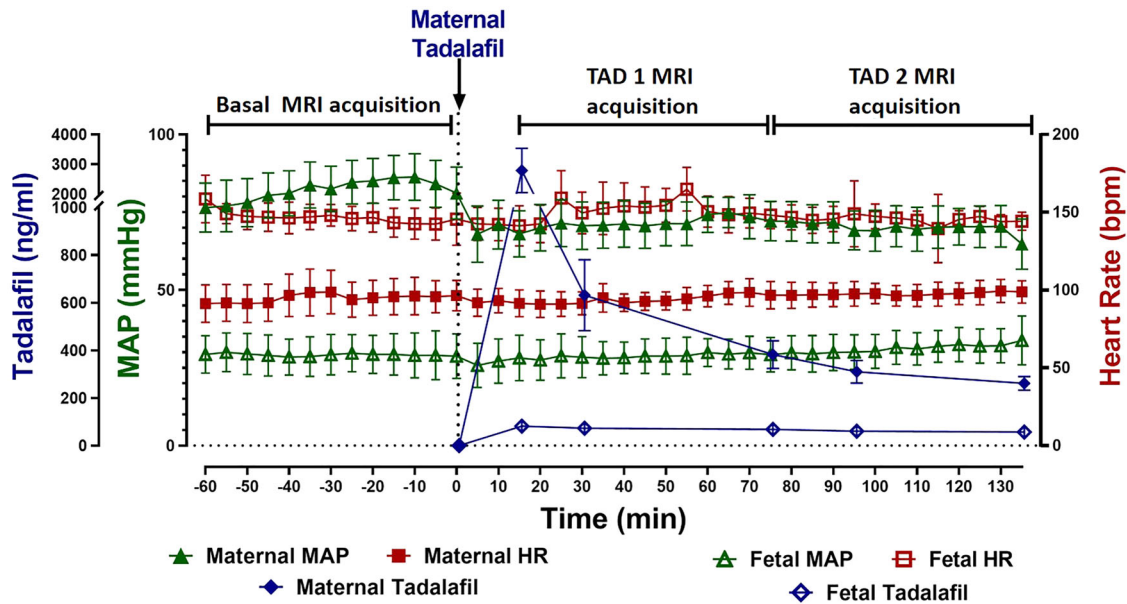 Maternal
Tadalafil
Basal MRI acquisition
TAD 1 MRI
acquisition
TAD 2 MRI
acquisition
Tadalafil (ng/ml)
4000
3000
2000
1000
800
600
400
200
0
MAP (mmHg)
100
50
0
Heart Rate (bpm)
200
150
100
50
0
-60 -50 -40 -30 -20 -10 0 10 20 30 40 50 60 70 80 90 100 110 120 130
Time (min)
Maternal MAP Maternal HR Fetal MAP Fetal HR
Maternal Tadalafil Fetal Tadalafil